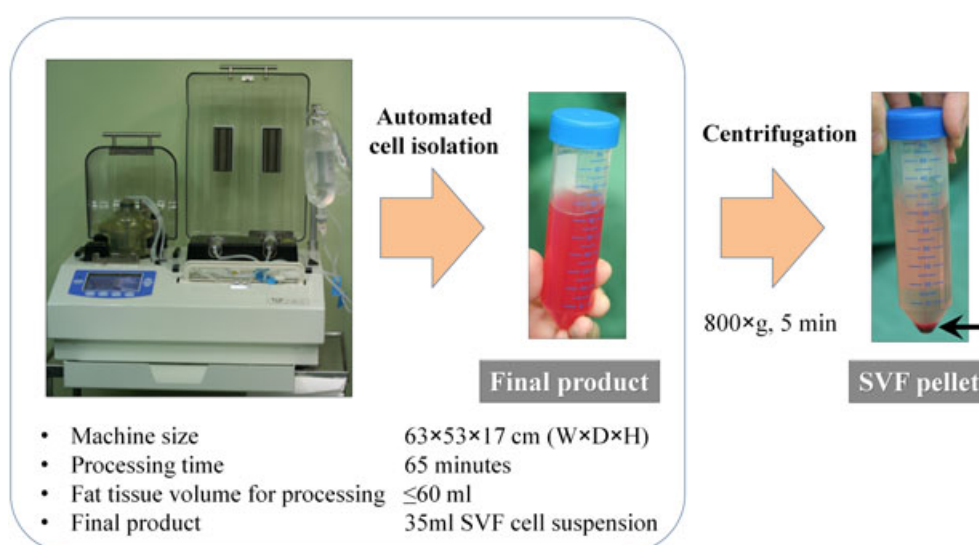 Automated
cell isolation
Centrifugation
800×g, 5 min
Final product
SVF pellet
• Machine size 63×53×17 cm (W×D×H)
• Processing time 65 minutes
• Fat tissue volume for processing ≤60 ml
• Final product 35ml SVF cell suspension